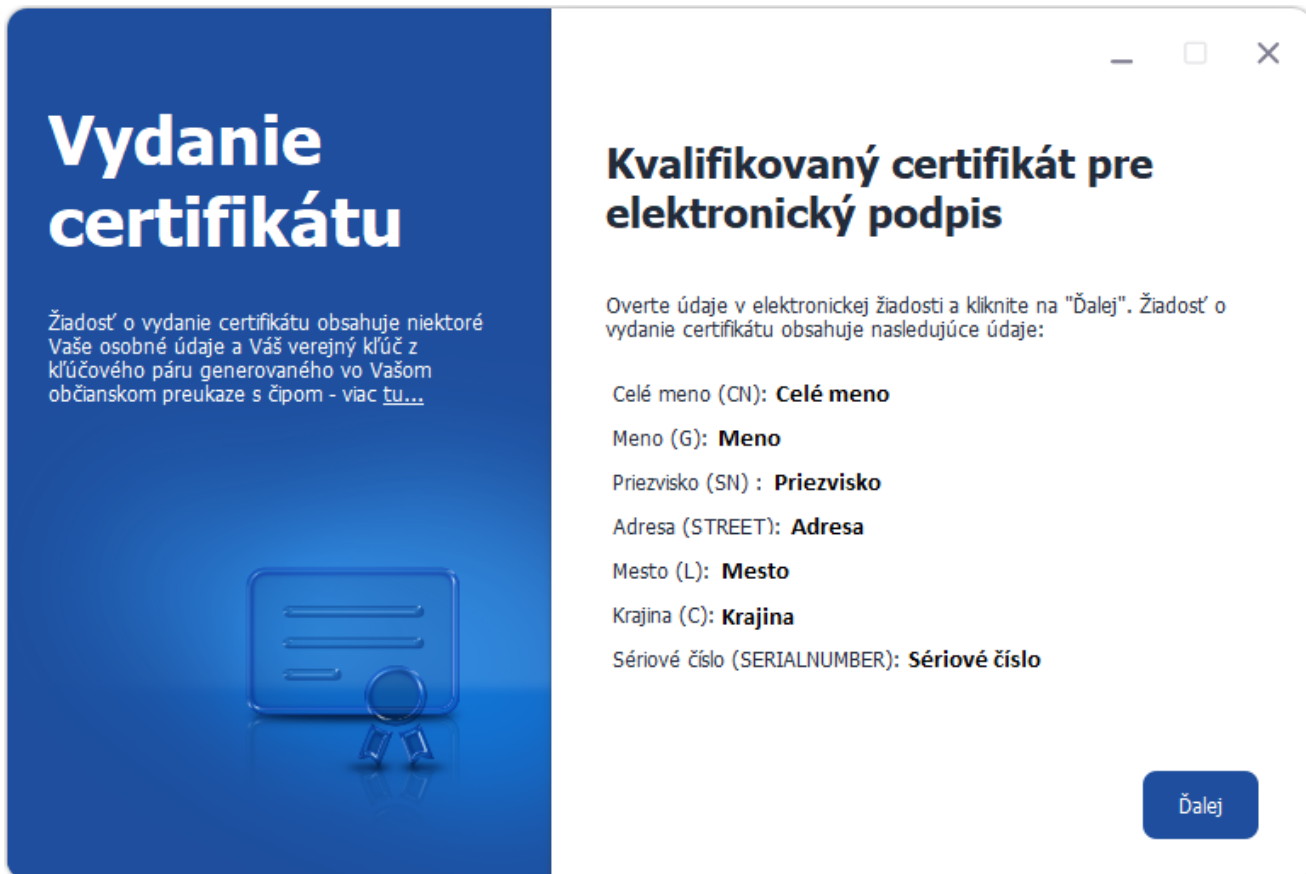 Vydanie
certifikátu
Žiadosť o vydanie certifikátu obsahuje niektoré
Vaše osobné údaje a Váš verejný kľúč z
kľúčového páru generovaného vo Vašom
občianskom preukaze s čipom - viac tu...
Kvalifikovaný certifikát pre
elektronický podpis
Overte údaje v elektronickej žiadosti a kliknite na "Ďalej". Žiadosť o
vydanie certifikátu obsahuje nasledujúce údaje:
Celé meno (CN): Celé meno
Meno (G): Meno
Priezvisko (SN) : Priezvisko
Adresa (STREET): Adresa
Mesto (L): Mesto
Krajina (C): Krajina
Sériové číslo (SERIALNUMBER): Sériové číslo
Ďalej